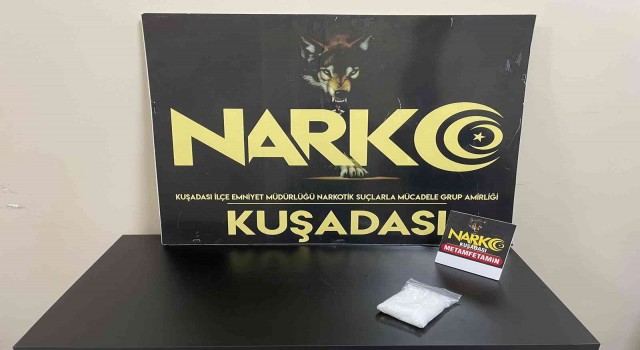 NARKO
KUŞADASI İLÇE EMNİYET MÜDÜRLÜĞÜ NARKOTİK SUÇLARLA MÜCADELE GRUP AMİRLİĞİ
KUŞADASI
NARKO
KUŞADASI
METAMFETAMİN